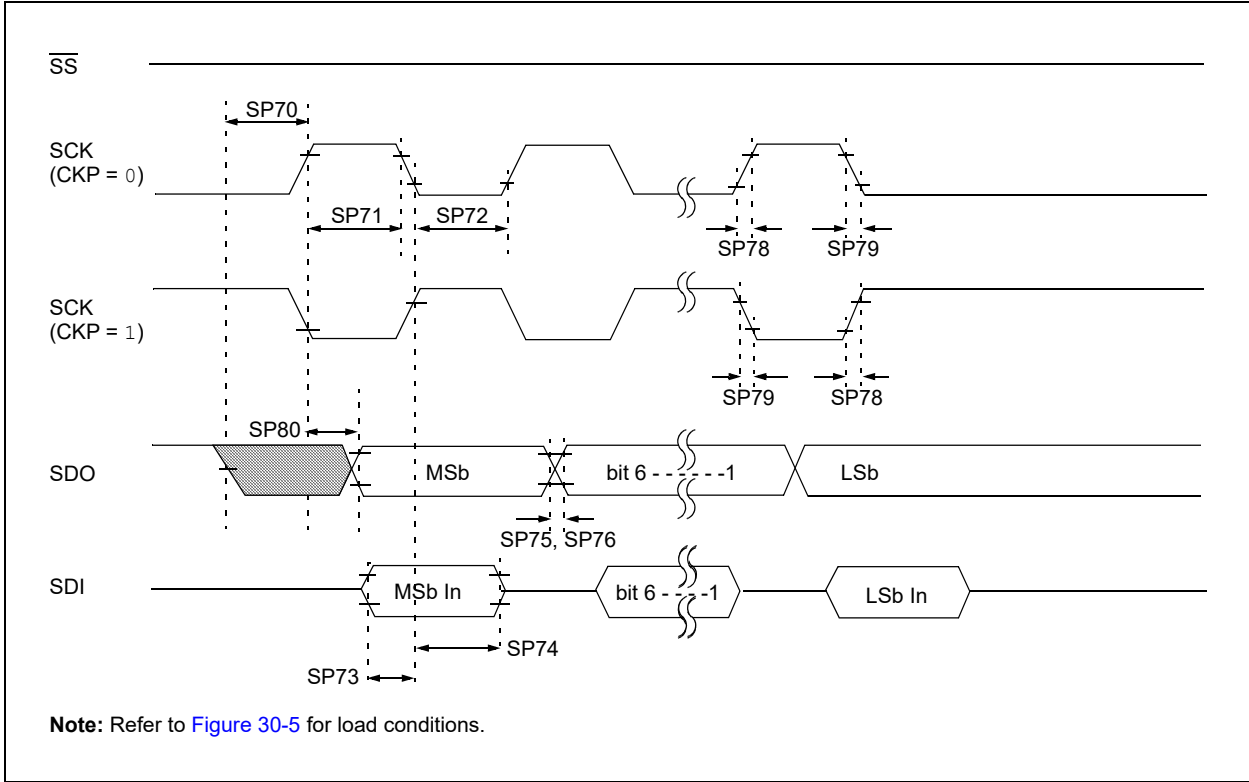 SS
SP70
SCK
(CKP = 0)
SP71
SP72
SP78
SP79
SCK
(CKP = 1)
SP79
SP78
SP80
SDO
MSb
bit 6 - - - - - -1
LSb
SP75, SP76
SDI
MSb In
bit 6 - - - - -1
LSb In
SP74
SP73
Note: Refer to Figure 30-5 for load conditions.